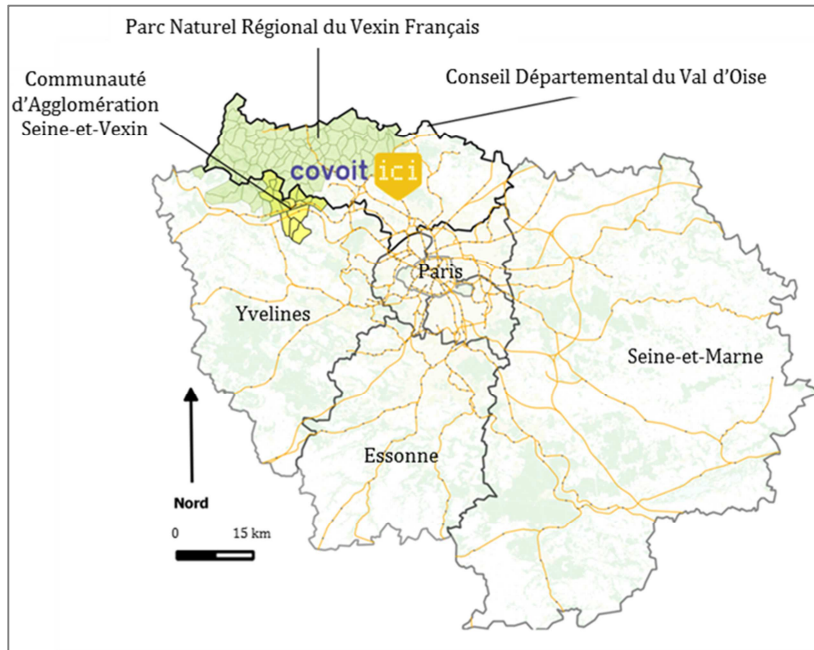 Parc Naturel Régional du Vexin Français
Communauté
d'Agglomération
Seine-et-Vexin
Conseil Départemental du Val d'Oise
covoit ici
Paris
Yvelines
Seine-et-Marne
Essonne
Nord
0 15 km